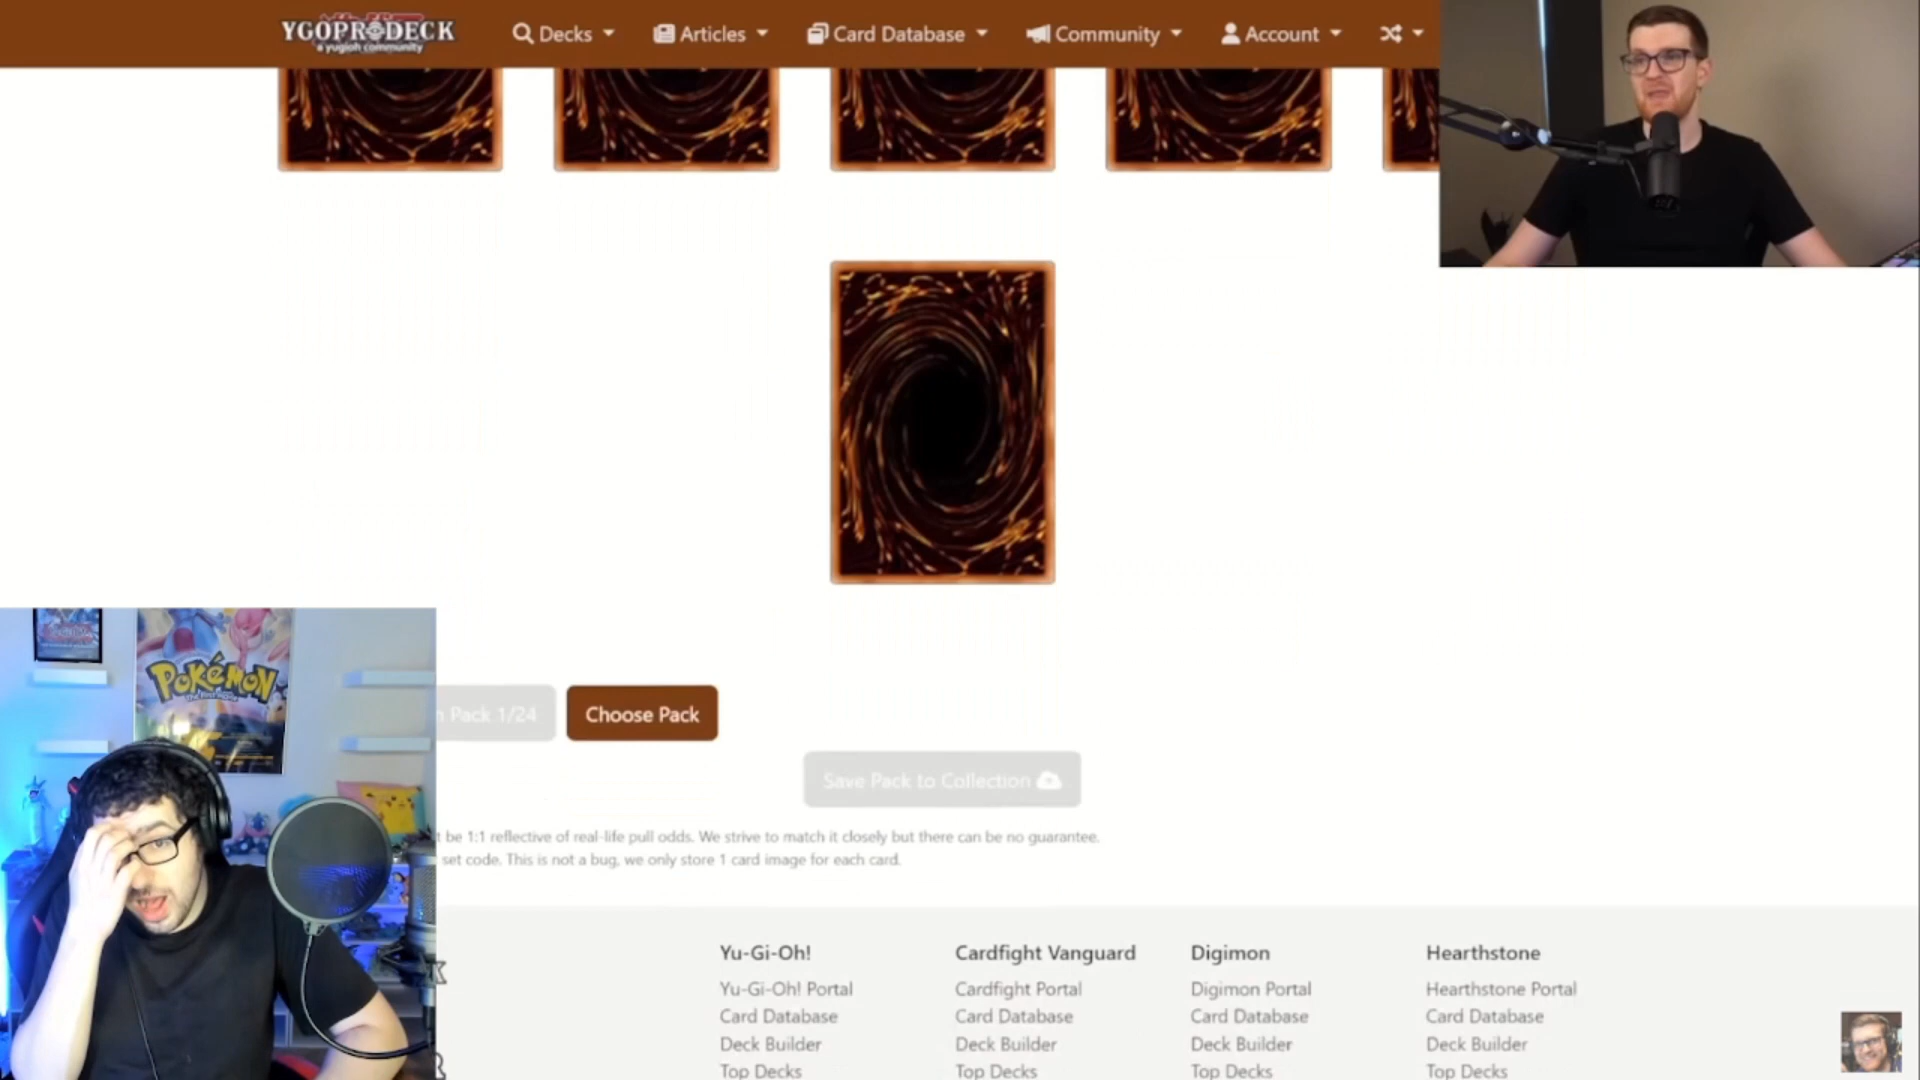 YGOPRODECK
a yugioh community
Decks
Articles
Card Database
Community
Account
POKéMON
n Pack 1/24
Choose Pack
Save Pack to Collection
t be 1:1 reflective of real-life pull odds. We strive to match it closely but there can be no guarantee.
set code. This is not a bug, we only store 1 card image for each card.
Yu-Gi-Oh!
Yu-Gi-Oh! Portal
Card Database
Deck Builder
Top Decks
Cardfight Vanguard
Cardfight Portal
Card Database
Deck Builder
Top Decks
Digimon
Digimon Portal
Card Database
Deck Builder
Top Decks
Hearthstone
Hearthstone Portal
Card Database
Deck Builder
Top Decks